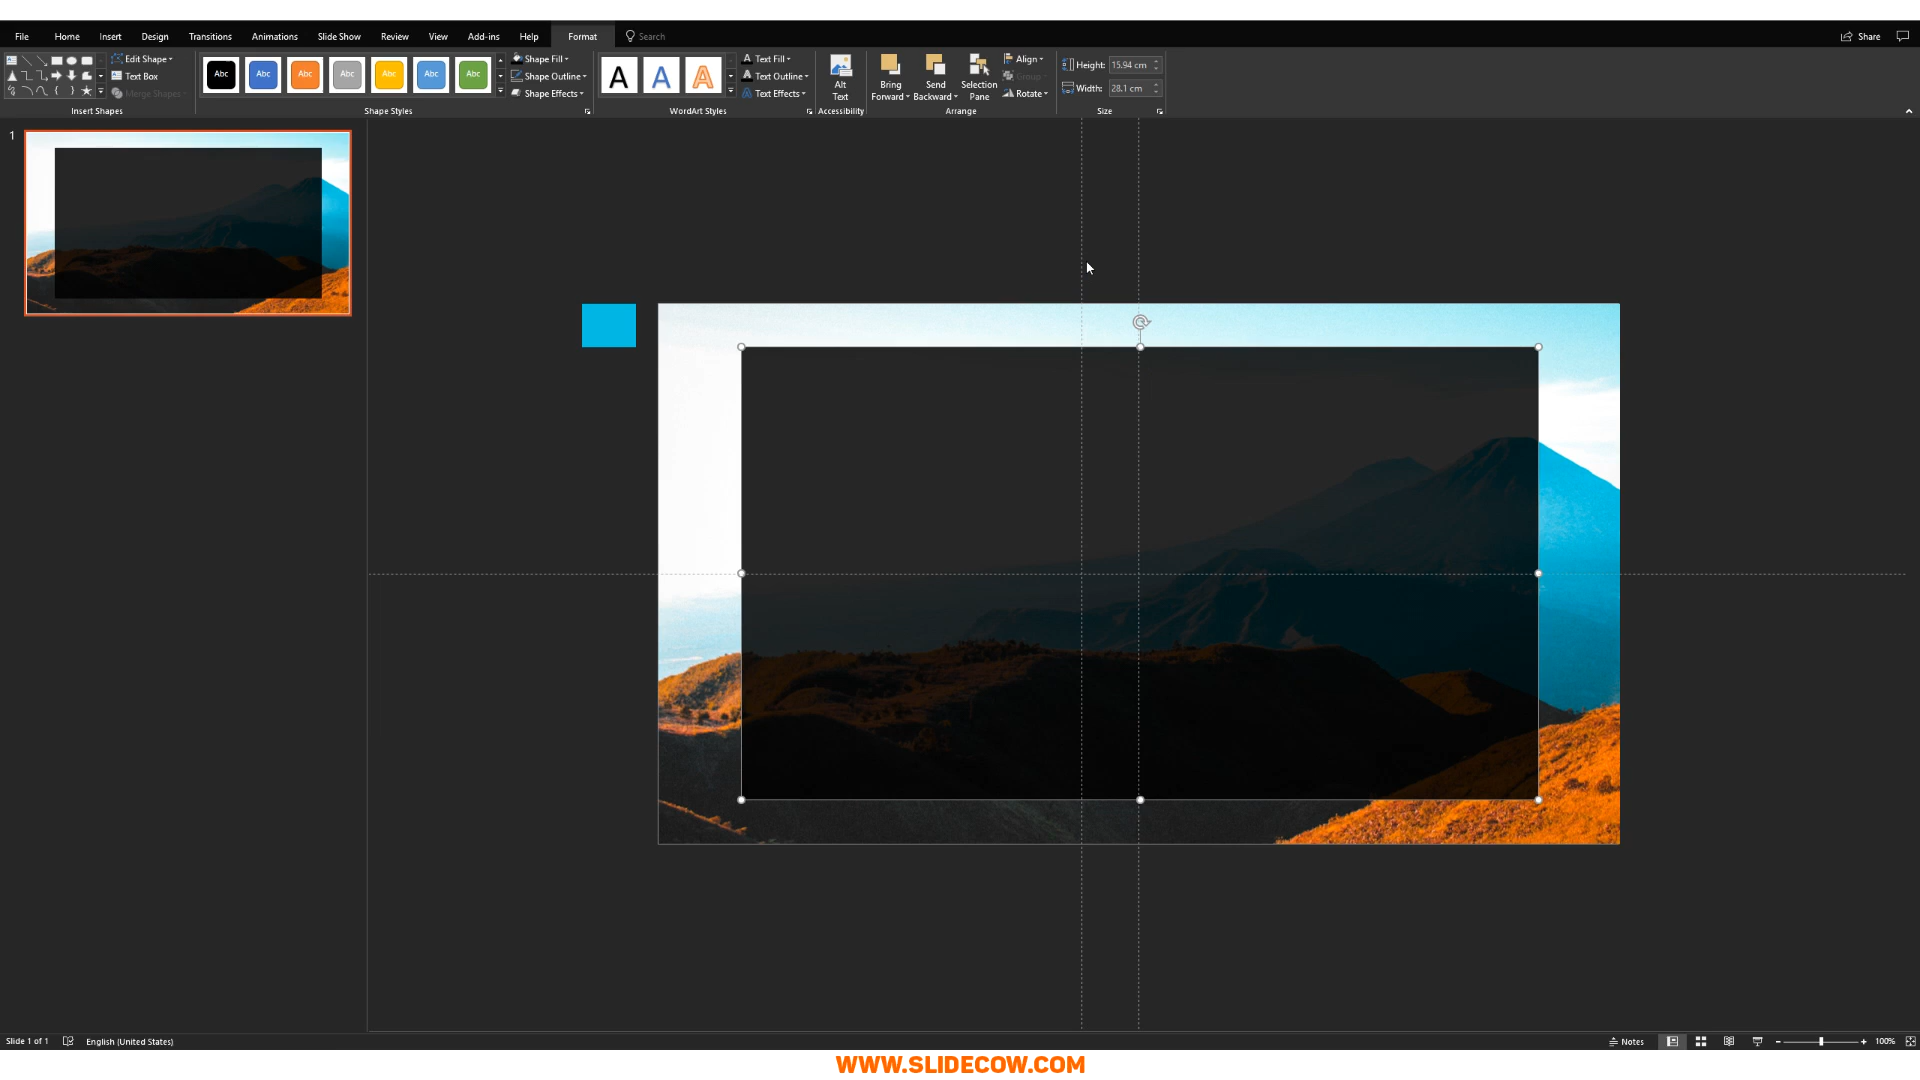 File Home Insert Design Transitions Animations Slide Show Review View Add-ins Help Format Search Share
Edit Shape Abc Abc Abc Abc Abc Abc Abc Shape Fill A A A Text Fill Align Height: 15.94 cm
Text Box Shape Outline Text Outline Group
Alt Text Bring Forward Send Backward Selection Pane Width: 28.1 cm
Merge Shapes Shape Effects Text Effects Rotate
Insert Shapes Shape Styles WordArt Styles Accessibility Arrange Size
1
Slide 1 of 1 English (United States) Notes 100%
WWW.SLIDECOW.COM